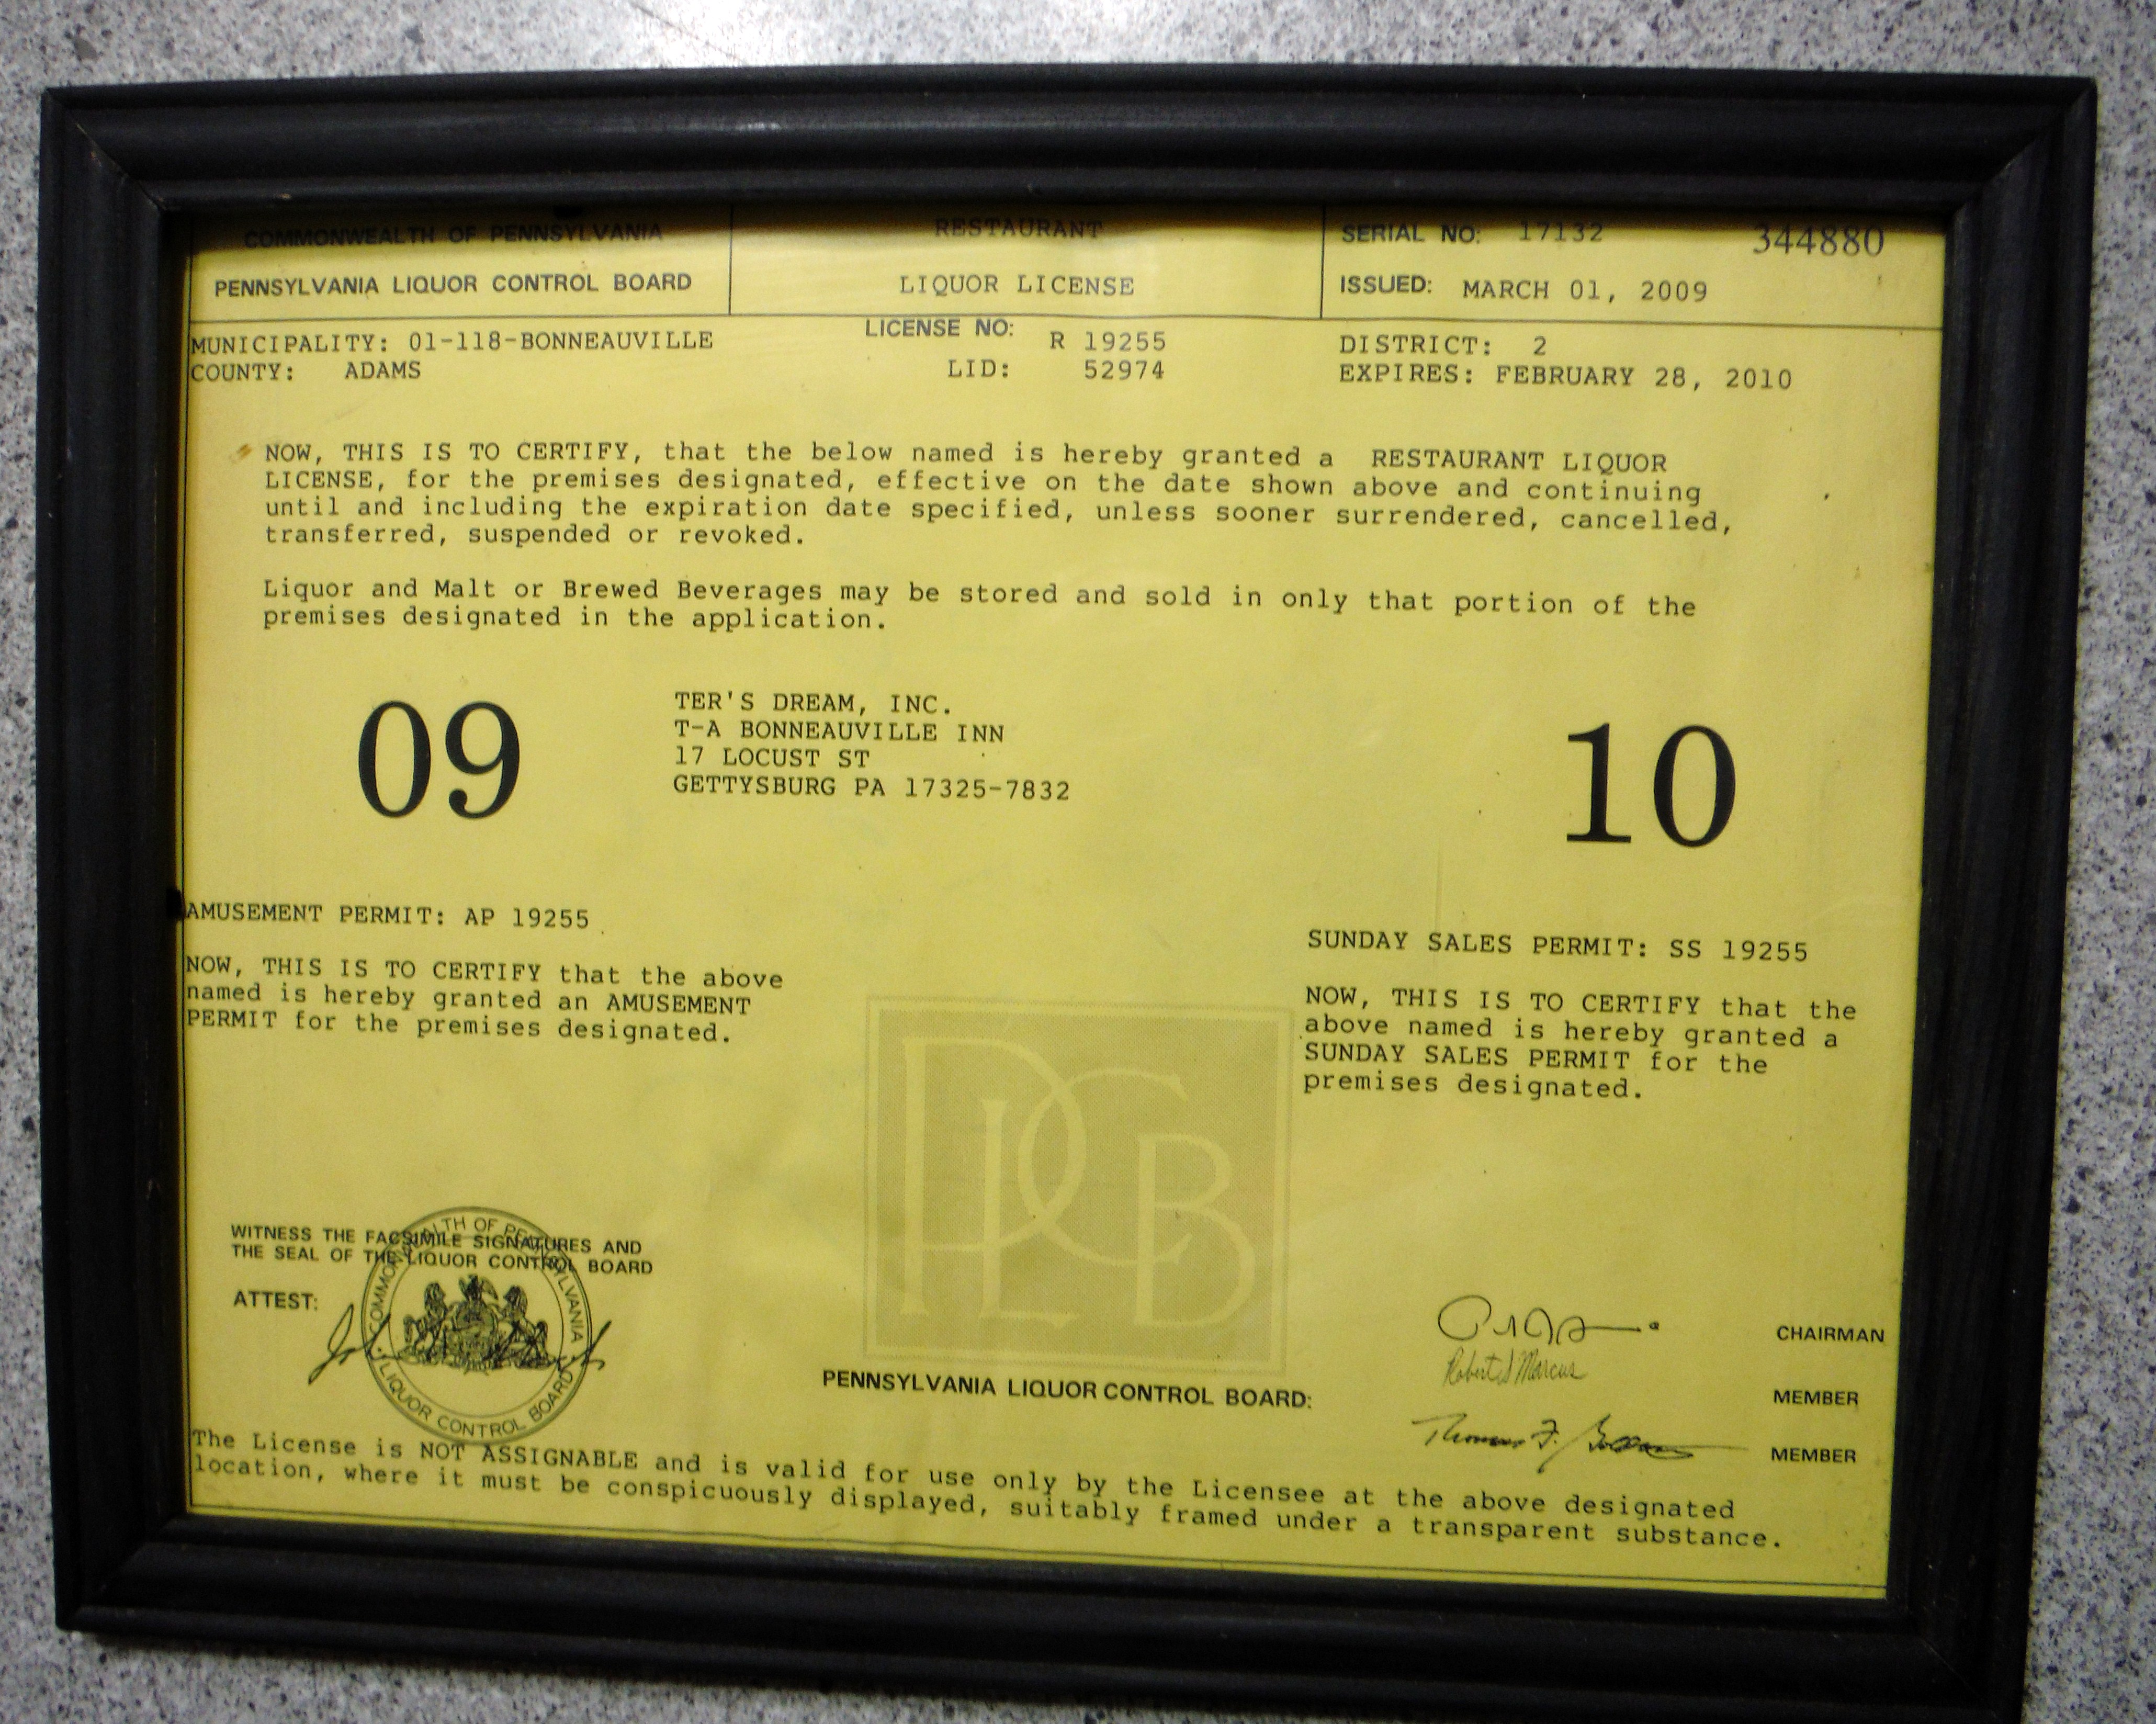 COMMONWEALTH OF PENNSYLVANIA
PENNSYLVANIA LIQUOR CONTROL BOARD
RESTAURANT
LIQUOR LICENSE
SERIAL NO: 17132 344880
ISSUED: MARCH 01, 2009
MUNICIPALITY: 01-118-BONNEAUVILLE
COUNTY: ADAMS
LICENSE NO: R 19255
LID: 52974
DISTRICT: 2
EXPIRES: FEBRUARY 28, 2010
NOW, THIS IS TO CERTIFY, that the below named is hereby granted a RESTAURANT LIQUOR
LICENSE, for the premises designated, effective on the date shown above and continuing
until and including the expiration date specified, unless sooner surrendered, cancelled,
transferred, suspended or revoked.
Liquor and Malt or Brewed Beverages may be stored and sold in only that portion of the
premises designated in the application.
09
TER'S DREAM, INC.
T-A BONNEAUVILLE INN
17 LOCUST ST
GETTYSBURG PA 17325-7832
10
AMUSEMENT PERMIT: AP 19255
NOW, THIS IS TO CERTIFY that the above
named is hereby granted an AMUSEMENT
PERMIT for the premises designated.
SUNDAY SALES PERMIT: SS 19255
NOW, THIS IS TO CERTIFY that the
above named is hereby granted a
SUNDAY SALES PERMIT for the
premises designated.
PLCB
WITNESS THE FACSIMILE SIGNATURES AND
THE SEAL OF THE LIQUOR CONTROL BOARD
ATTEST:
COMMONWEALTH OF PENNSYLVANIA
LIQUOR CONTROL BOARD
PENNSYLVANIA LIQUOR CONTROL BOARD:
CHAIRMAN
Robert S Marcus
MEMBER
Thomas F.
MEMBER
The License is NOT ASSIGNABLE and is valid for use only by the Licensee at the above designated
location, where it must be conspicuously displayed, suitably framed under a transparent substance.